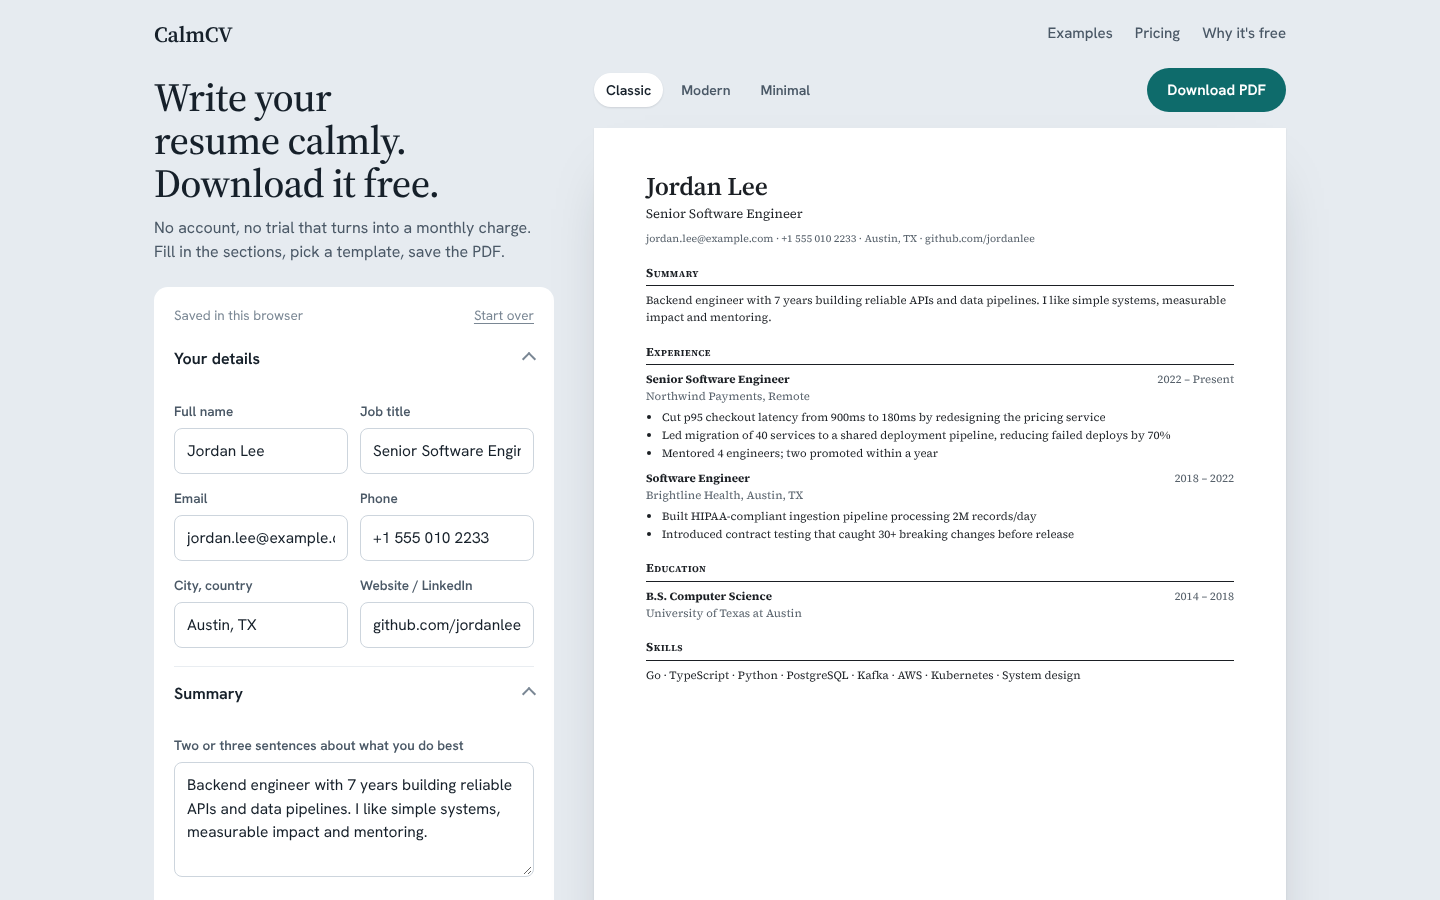 CalmCV
Examples
Pricing
Why it's free
Write your
resume calmly.
Download it free.
No account, no trial that turns into a monthly charge.
Fill in the sections, pick a template, save the PDF.
Saved in this browser
Start over
Your details
Full name
Job title
Jordan Lee
Senior Software Engir
Email
Phone
jordan.lee@example.c
+1 555 010 2233
City, country
Website / LinkedIn
Austin, TX
github.com/jordanlee
Summary
Two or three sentences about what you do best
Backend engineer with 7 years building reliable
APIs and data pipelines. I like simple systems,
measurable impact and mentoring.
Classic
Modern
Minimal
Download PDF
Jordan Lee
Senior Software Engineer
jordan.lee@example.com · +1 555 010 2233 · Austin, TX · github.com/jordanlee
Summary
Backend engineer with 7 years building reliable APIs and data pipelines. I like simple systems, measurable
impact and mentoring.
Experience
Senior Software Engineer
2022 – Present
Northwind Payments, Remote
• Cut p95 checkout latency from 900ms to 180ms by redesigning the pricing service
• Led migration of 40 services to a shared deployment pipeline, reducing failed deploys by 70%
• Mentored 4 engineers; two promoted within a year
Software Engineer
2018 – 2022
Brightline Health, Austin, TX
• Built HIPAA-compliant ingestion pipeline processing 2M records/day
• Introduced contract testing that caught 30+ breaking changes before release
Education
B.S. Computer Science
2014 – 2018
University of Texas at Austin
Skills
Go · TypeScript · Python · PostgreSQL · Kafka · AWS · Kubernetes · System design